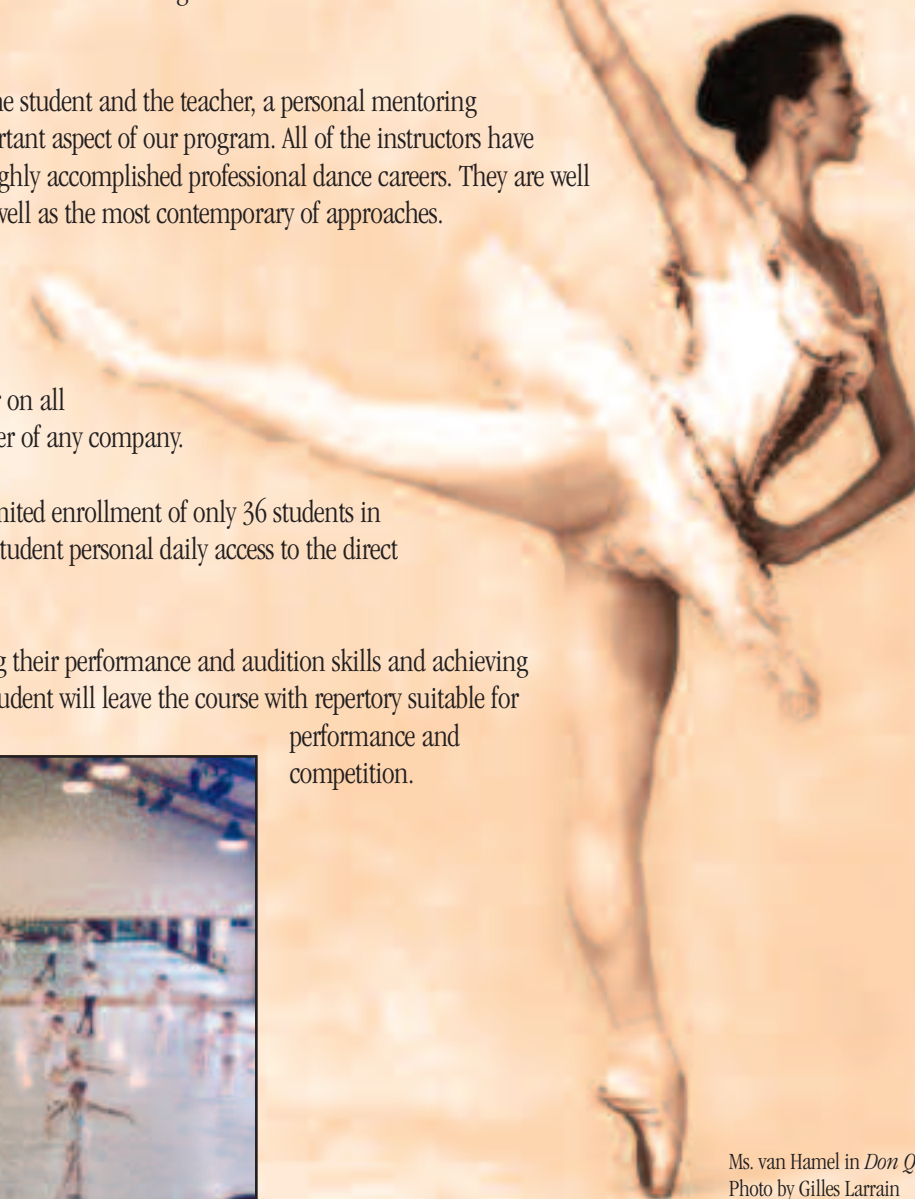 he student and the teacher, a personal mentoring
rtant aspect of our program. All of the instructors have
ghly accomplished professional dance careers. They are well
well as the most contemporary of approaches.
on all
er of any company.
mited enrollment of only 36 students in
tudent personal daily access to the direct
g their performance and audition skills and achieving
udent will leave the course with repertory suitable for
performance and
competition.
Ms. van Hamel in Don Q
Photo by Gilles Larrain